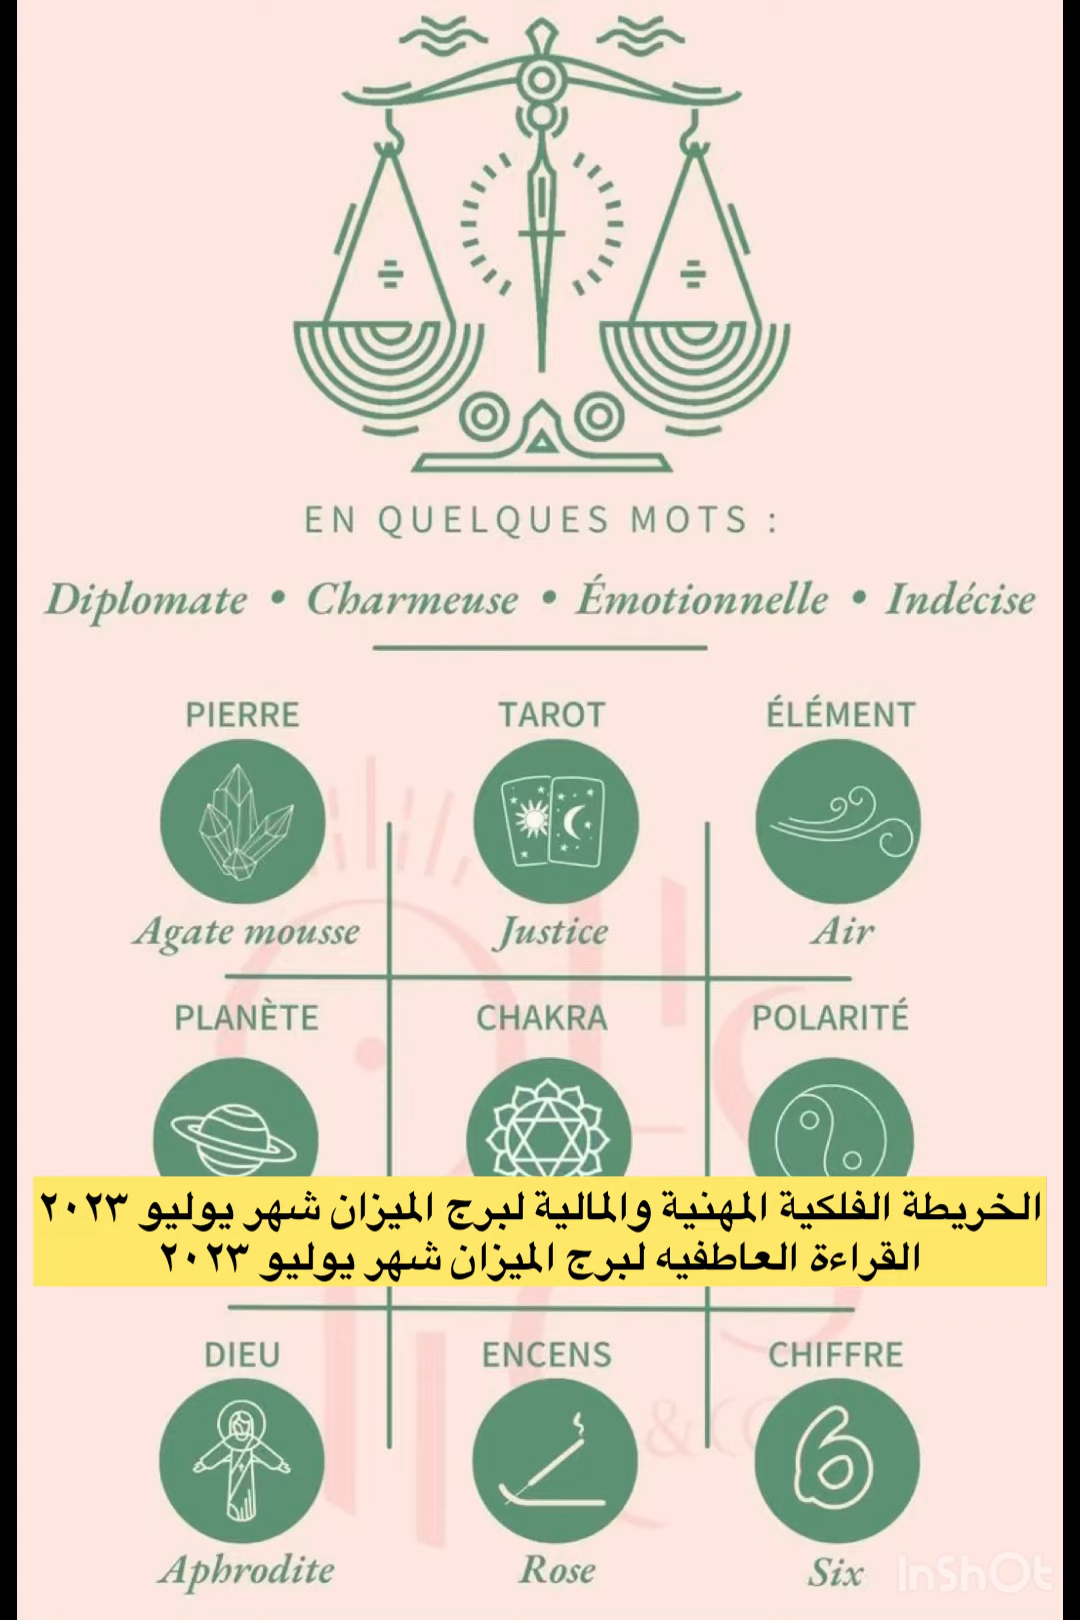 EN QUELQUES MOTS :
Diplomate • Charmeuse • Émotionnelle • Indécise
PIERRE TAROT ÉLÉMENT
Agate mousse Justice Air
PLANÈTE CHAKRA POLARITÉ
الخريطة الفلكية المهنية والمالية لبرج الميزان شهر يوليو ٢٠٢٣
القراءة العاطفيه لبرج الميزان شهر يوليو ٢٠٢٣
DIEU ENCENS CHIFFRE
6
Aphrodite Rose Six
InShOt